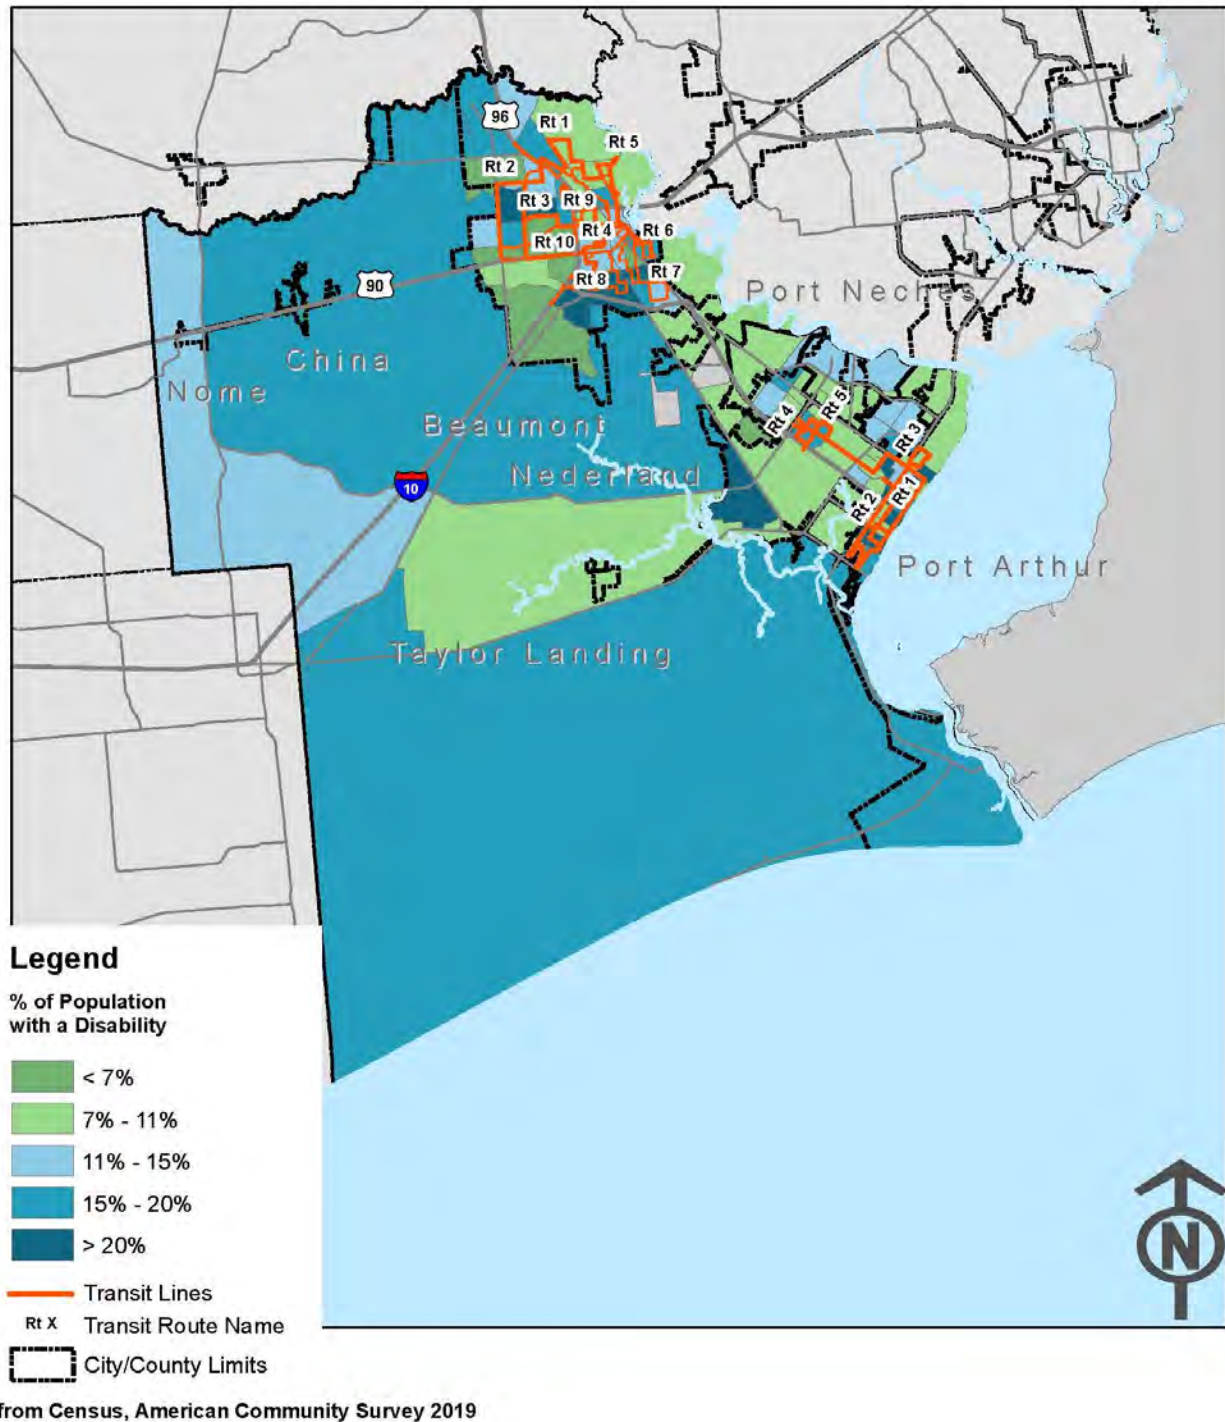 96
Rt 1
Rt 5
Rt 2
Rt 3
Rt 9
Rt 4
Rt 6
Rt 10
Rt 7
Rt 8
90
Port Neches
China
Nome
Beaumont
Rt 4
Rt 5
Rt 3
Nederland
10
Rt 2
Rt 1
Port Arthur
Taylor Landing
Legend
% of Population
with a Disability
< 7%
7% - 11%
11% - 15%
15% - 20%
> 20%
Transit Lines
Rt X Transit Route Name
City/County Limits
N
from Census, American Community Survey 2019